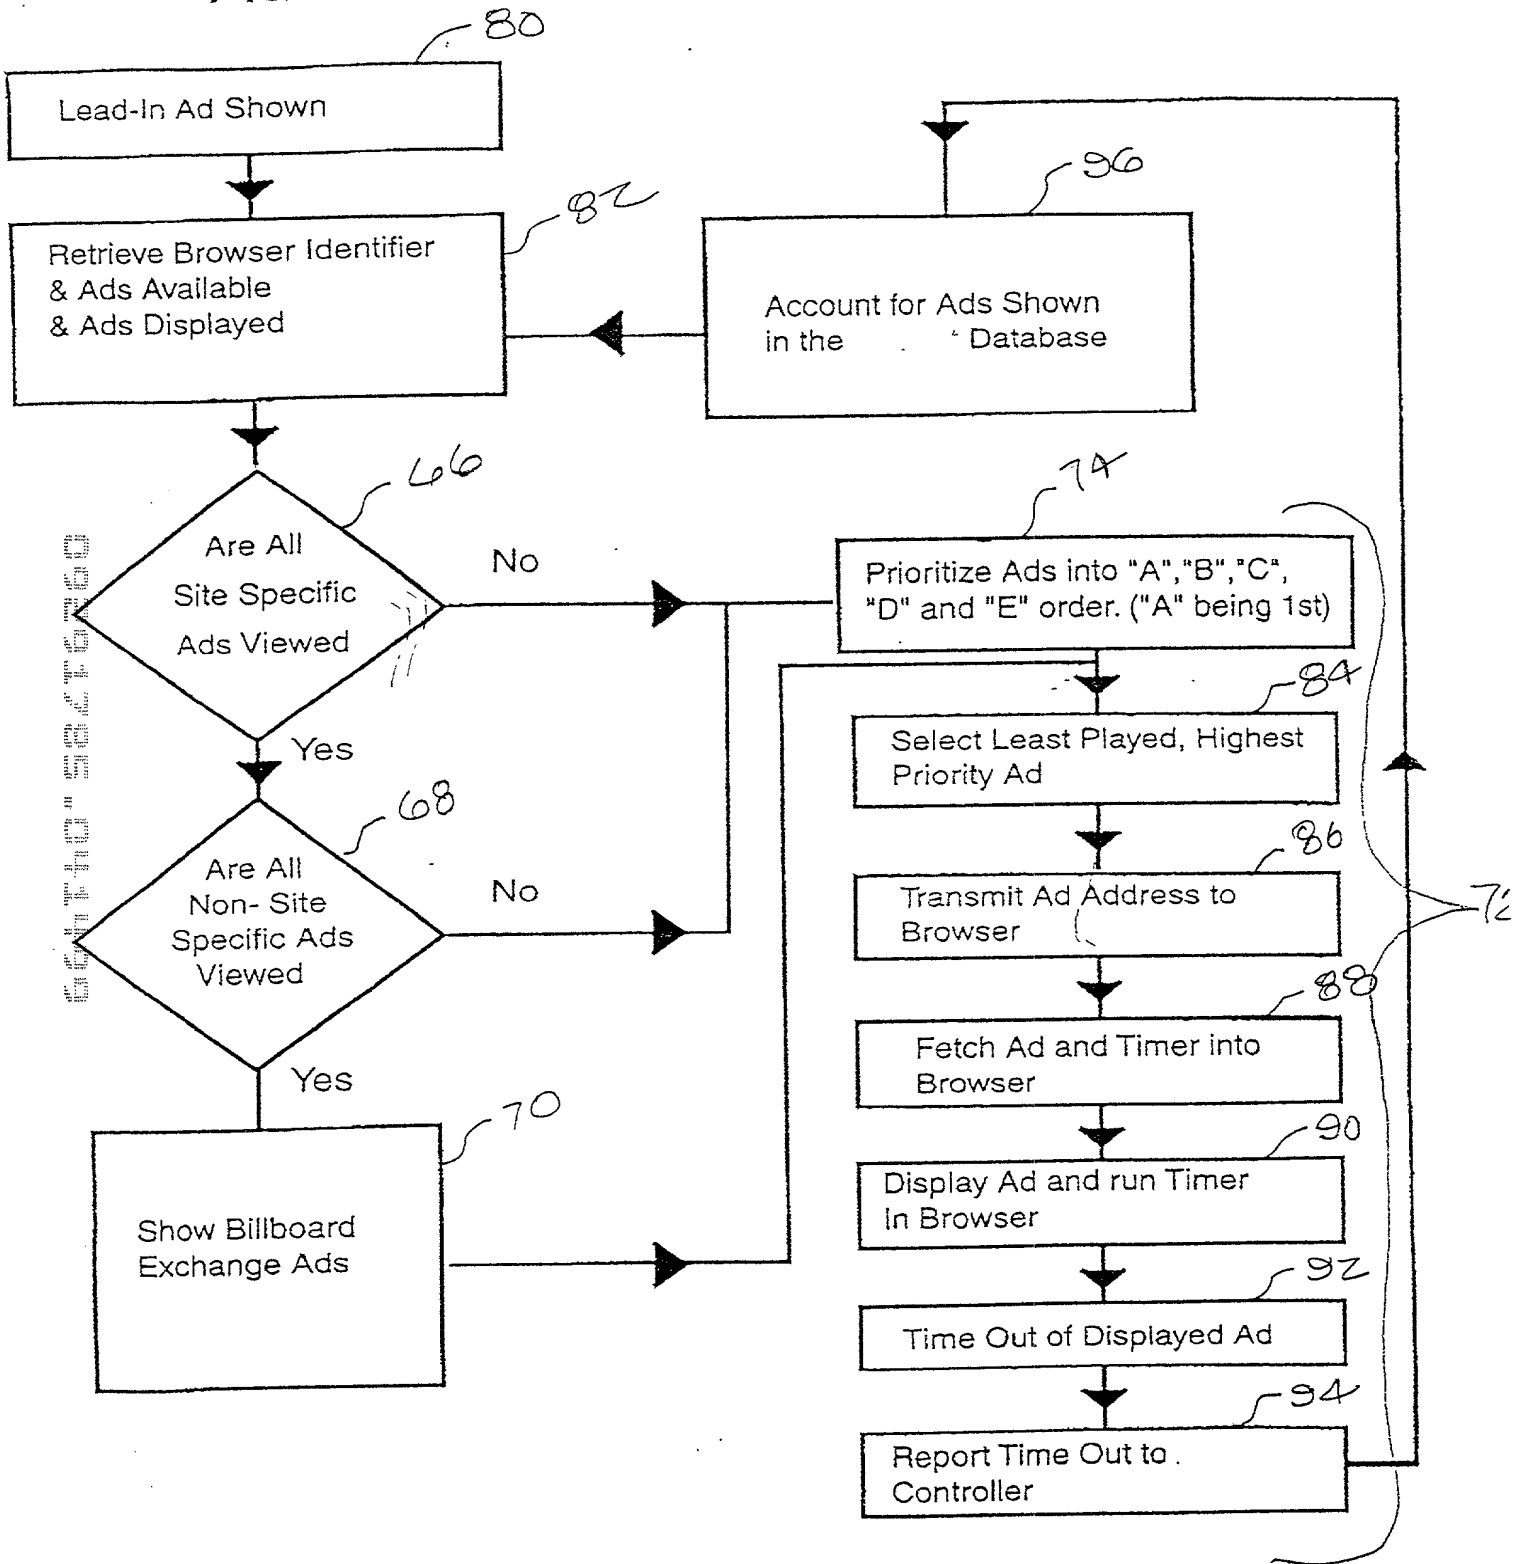 80
Lead-In Ad Shown
82
Retrieve Browser Identifier
& Ads Available
& Ads Displayed
96
Account for Ads Shown
in the Database
66
Are All
Site Specific
Ads Viewed
No
Yes
68
Are All
Non- Site
Specific Ads
Viewed
No
Yes
70
Show Billboard
Exchange Ads
74
Prioritize Ads into "A","B","C",
"D" and "E" order. ("A" being 1st)
84
Select Least Played, Highest
Priority Ad
86
Transmit Ad Address to
Browser
72
88
Fetch Ad and Timer into
Browser
90
Display Ad and run Timer
In Browser
92
Time Out of Displayed Ad
94
Report Time Out to
Controller